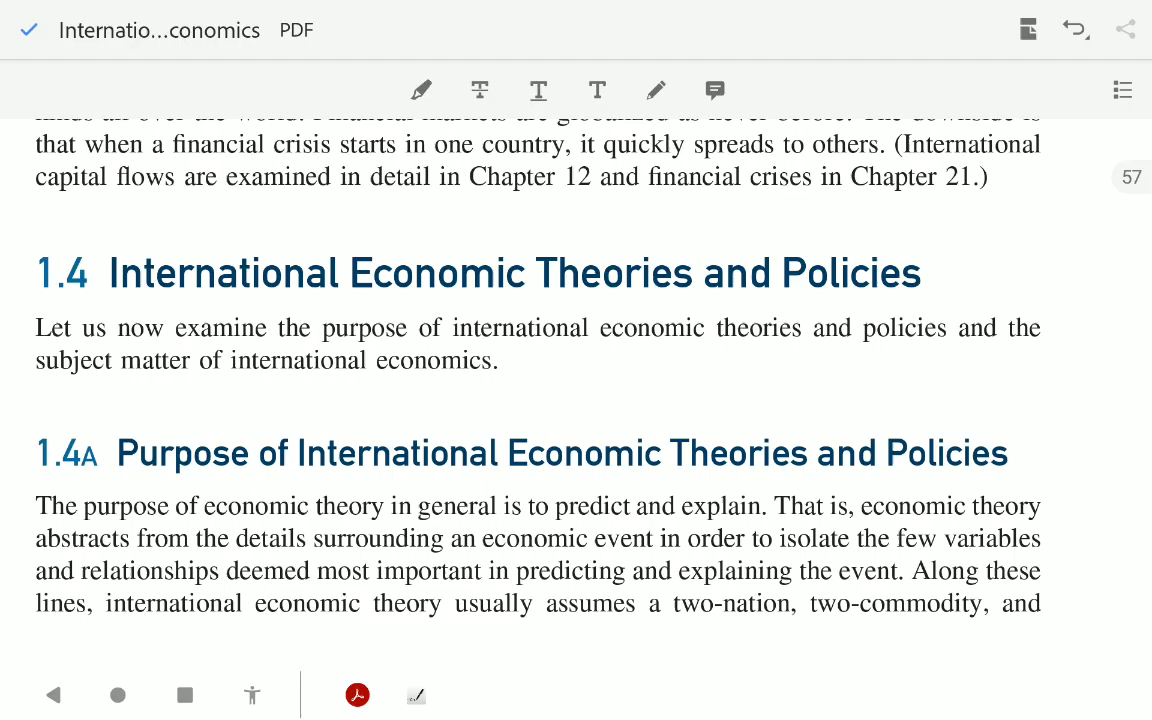 Internatio...conomics PDF
that when a financial crisis starts in one country, it quickly spreads to others. (International
capital flows are examined in detail in Chapter 12 and financial crises in Chapter 21.)
57
1.4 International Economic Theories and Policies
Let us now examine the purpose of international economic theories and policies and the
subject matter of international economics.
1.4A Purpose of International Economic Theories and Policies
The purpose of economic theory in general is to predict and explain. That is, economic theory
abstracts from the details surrounding an economic event in order to isolate the few variables
and relationships deemed most important in predicting and explaining the event. Along these
lines, international economic theory usually assumes a two-nation, two-commodity, and